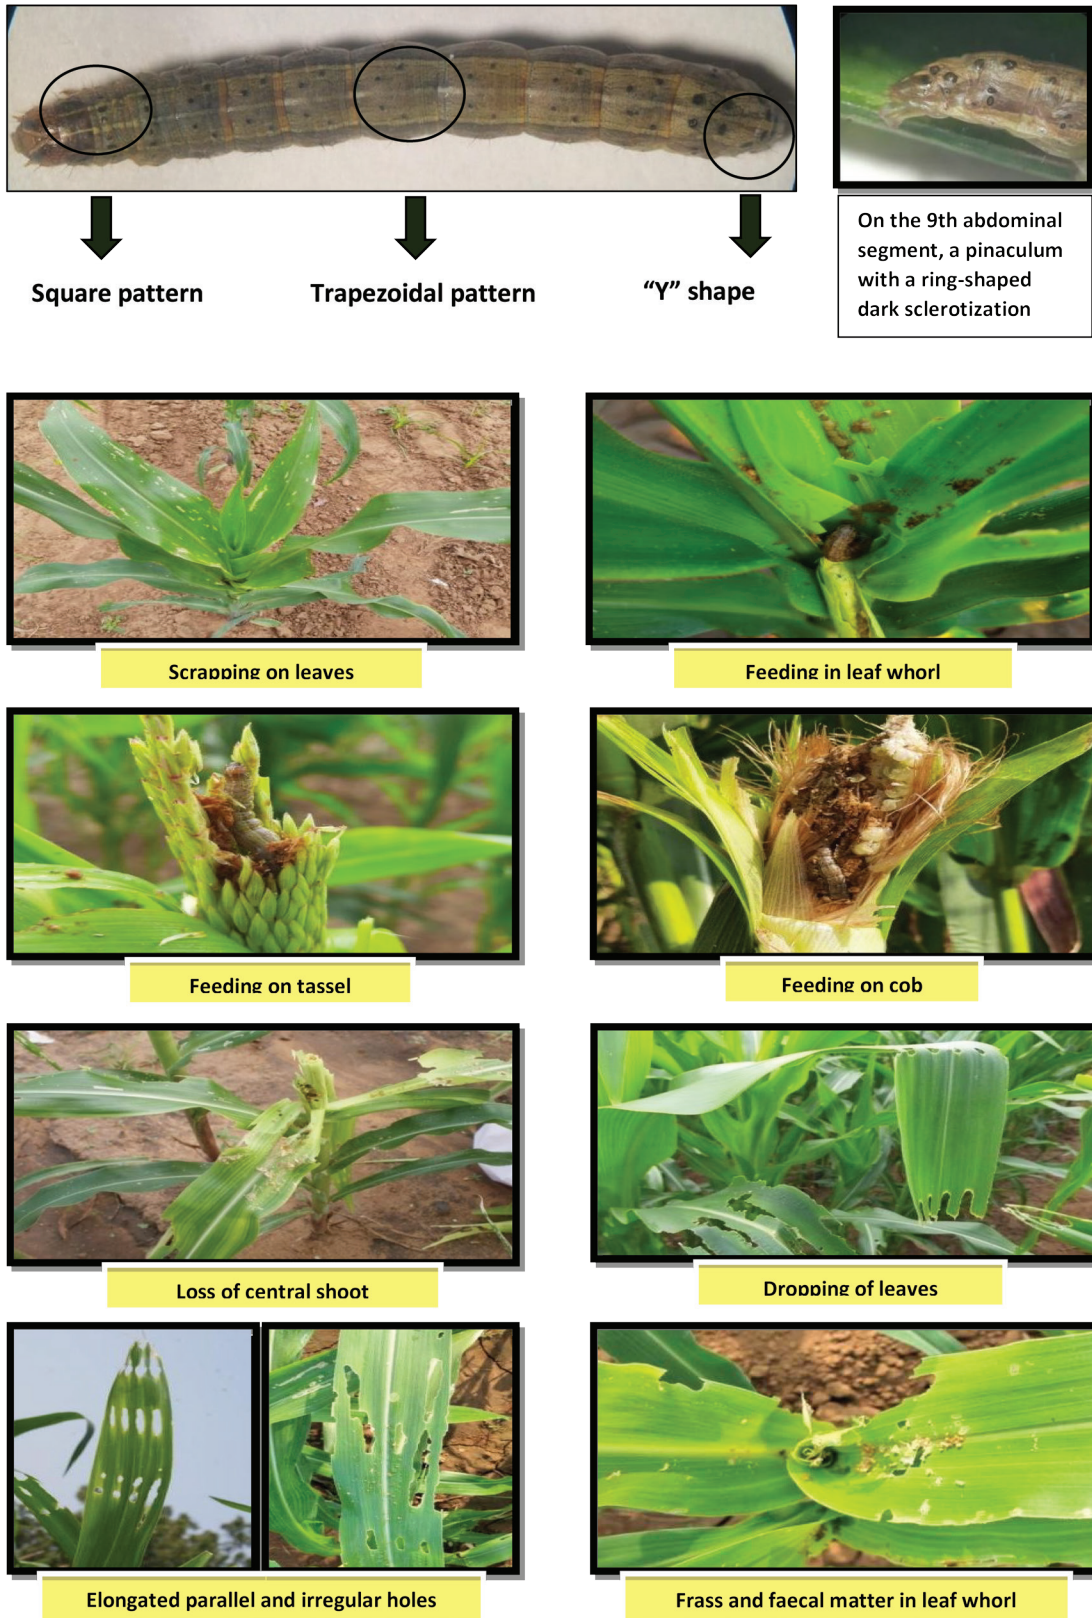 Square pattern
Trapezoidal pattern
“Y” shape
On the 9th abdominal
segment, a pinaculum
with a ring-shaped
dark sclerotization
Scrapping on leaves
Feeding in leaf whorl
Feeding on tassel
Feeding on cob
Loss of central shoot
Dropping of leaves
Elongated parallel and irregular holes
Frass and faecal matter in leaf whorl